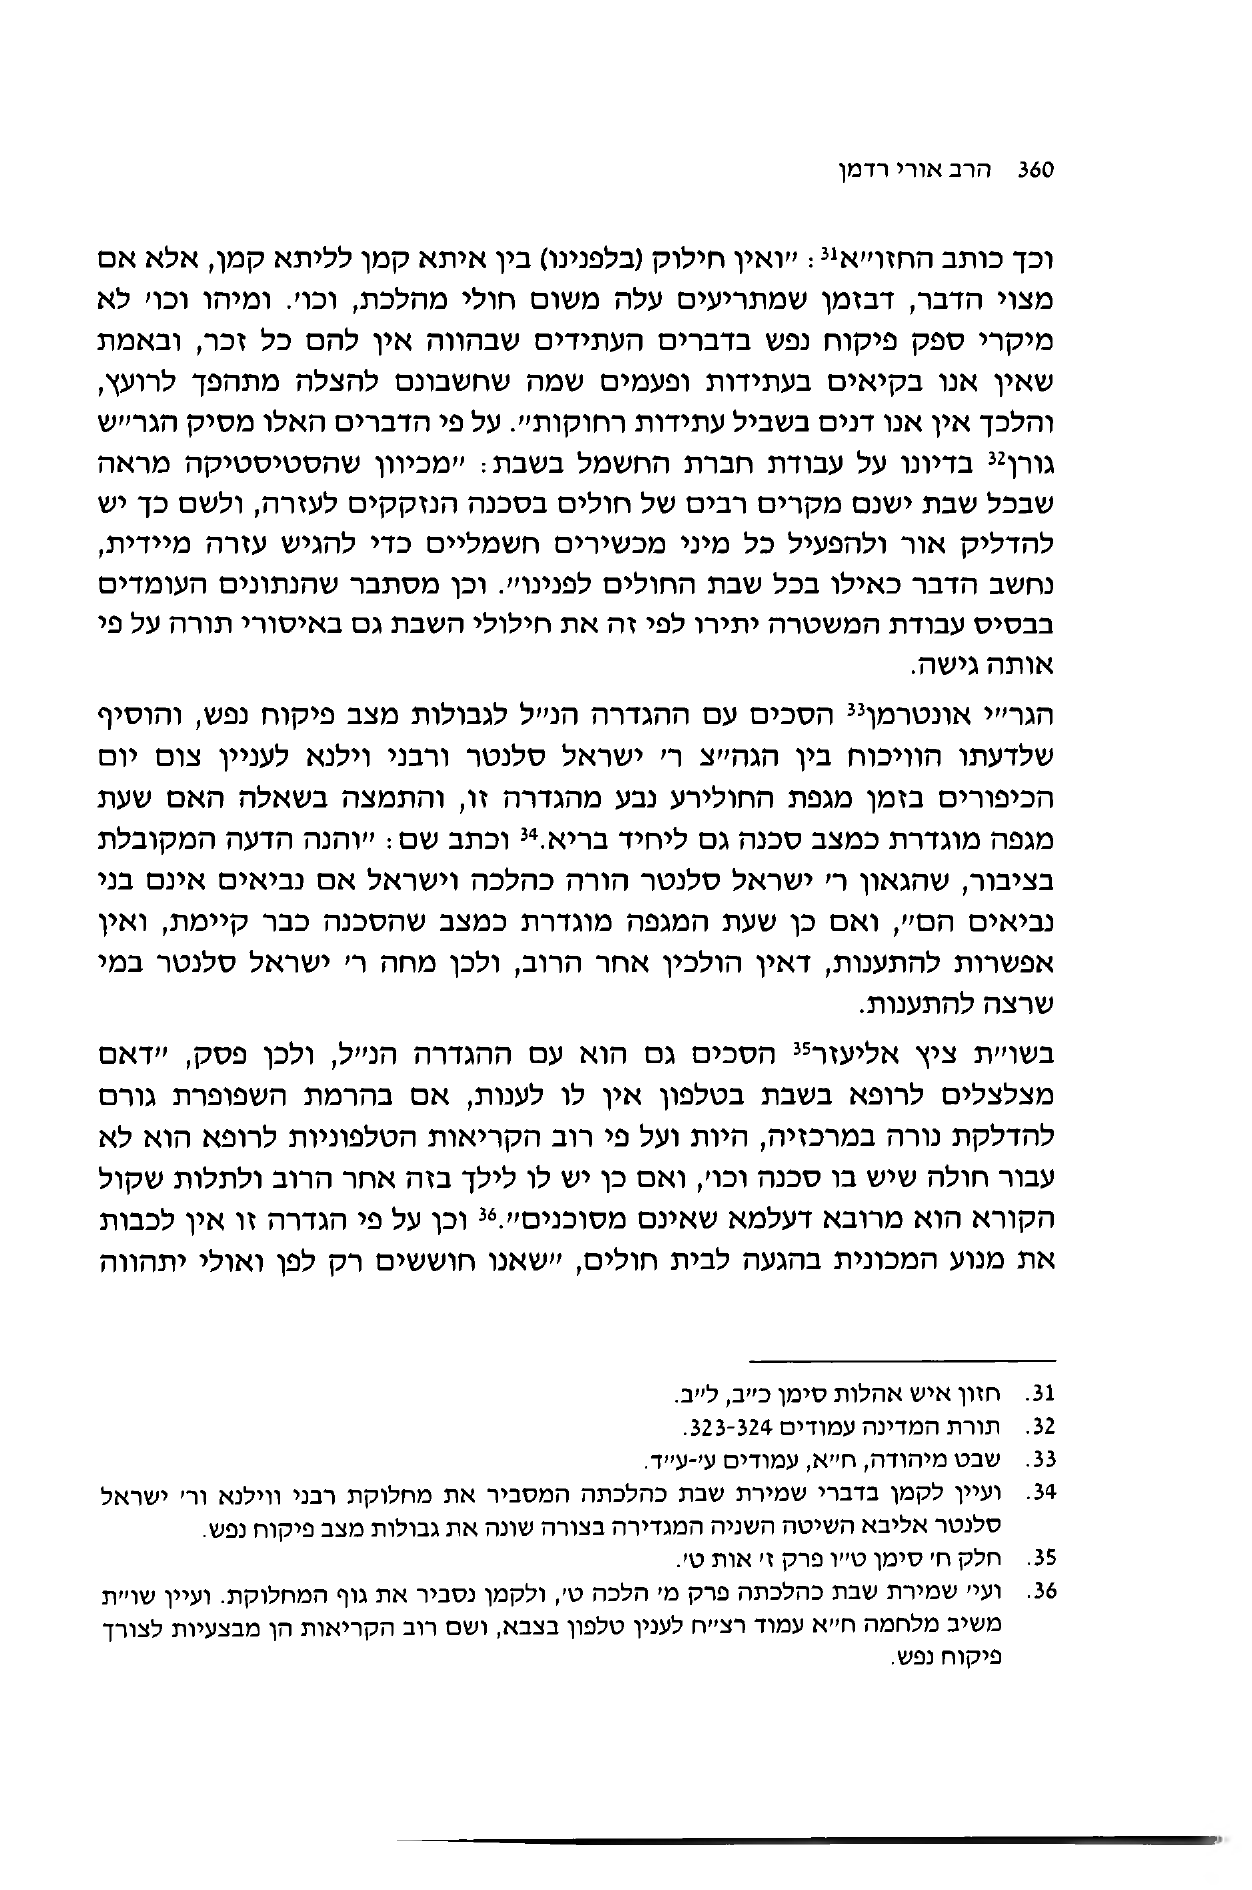 360 הרב אורי רדמן
וכך כותב החזו״א31: ״ואין חילוק (בלפנינו) בין איתא קמן לליתא קמן, אלא אם
מצוי הדבר, דבזמן שמתריעים עלה משום חולי מהלכת, וכו׳. ומיהו וכו׳ לא
מיקרי ספק פיקוח נפש בדברים העתידים שבהווה אין להם כל זכר, ובאמת
שאין אנו בקיאים בעתידות ופעמים שמה שחשבונם להצלה מתהפך לרועץ,
והלכך אין אנו דנים בשביל עתידות רחוקות״. על פי הדברים האלו מסיק הגר״ש
גורן32 בדיונו על עבודת חברת החשמל בשבת: ״מכיוון שהסטיסטיקה מראה
שבכל שבת ישנם מקרים רבים של חולים בסכנה הנזקקים לעזרה, ולשם כך יש
להדליק אור ולהפעיל כל מיני מכשירים חשמליים כדי להגיש עזרה מיידית,
נחשב הדבר כאילו בכל שבת החולים לפנינו״. וכן מסתבר שהנתונים העומדים
בבסיס עבודת המשטרה יתירו לפי זה את חילולי השבת גם באיסורי תורה על פי
אותה גישה.
הגר״י אונטרמן33 הסכים עם ההגדרה הנ״ל לגבולות מצב פיקוח נפש, והוסיף
שלדעתו הוויכוח בין הגה״צ ר׳ ישראל סלנטר ורבני וילנא לעניין צום יום
הכיפורים בזמן מגפת החולירע נבע מהגדרה זו, והתמצה בשאלה האם שעת
מגפה מוגדרת כמצב סכנה גם ליחיד בריא.34 וכתב שם: ״והנה הדעה המקובלת
בציבור, שהגאון ר׳ ישראל סלנטר הורה כהלכה וישראל אם נביאים אינם בני
נביאים הם״, ואם כן שעת המגפה מוגדרת כמצב שהסכנה כבר קיימת, ואין
אפשרות להתענות, דאין הולכין אחר הרוב, ולכן מחה ר׳ ישראל סלנטר במי
שרצה להתענות.
בשו״ת ציץ אליעזר35 הסכים גם הוא עם ההגדרה הנ״ל, ולכן פסק, ״דאם
מצלצלים לרופא בשבת בטלפון אין לו לענות, אם בהרמת השפופרת גורם
להדלקת נורה במרכזיה, היות ועל פי רוב הקריאות הטלפוניות לרופא הוא לא
עבור חולה שיש בו סכנה וכו׳, ואם כן יש לו לילך בזה אחר הרוב ולתלות שקול
הקורא הוא מרובא דעלמא שאינם מסוכנים״.36 וכן על פי הגדרה זו אין לכבות
את מנוע המכונית בהגעה לבית חולים, ״שאנו חוששים רק לפן ואולי יתהווה
31. חזון איש אהלות סימן כ״ב, ל״ב.
32. תורת המדינה עמודים 323-324.
33. שבט מיהודה, ח״א, עמודים ע׳-ע״ד.
34. ועיין לקמן בדברי שמירת שבת כהלכתה המסביר את מחלוקת רבני ווילנא ור׳ ישראל
סלנטר אליבא השיטה השניה המגדירה בצורה שונה את גבולות מצב פיקוח נפש.
35. חלק ח׳ סימן ט״ו פרק ז׳ אות ט׳.
36. ועי׳ שמירת שבת כהלכתה פרק מ׳ הלכה ט׳, ולקמן נסביר את גוף המחלוקת. ועיין שו״ת
משיב מלחמה ח״א עמוד רצ״ח לענין טלפון בצבא, ושם רוב הקריאות הן מבצעיות לצורך
פיקוח נפש.